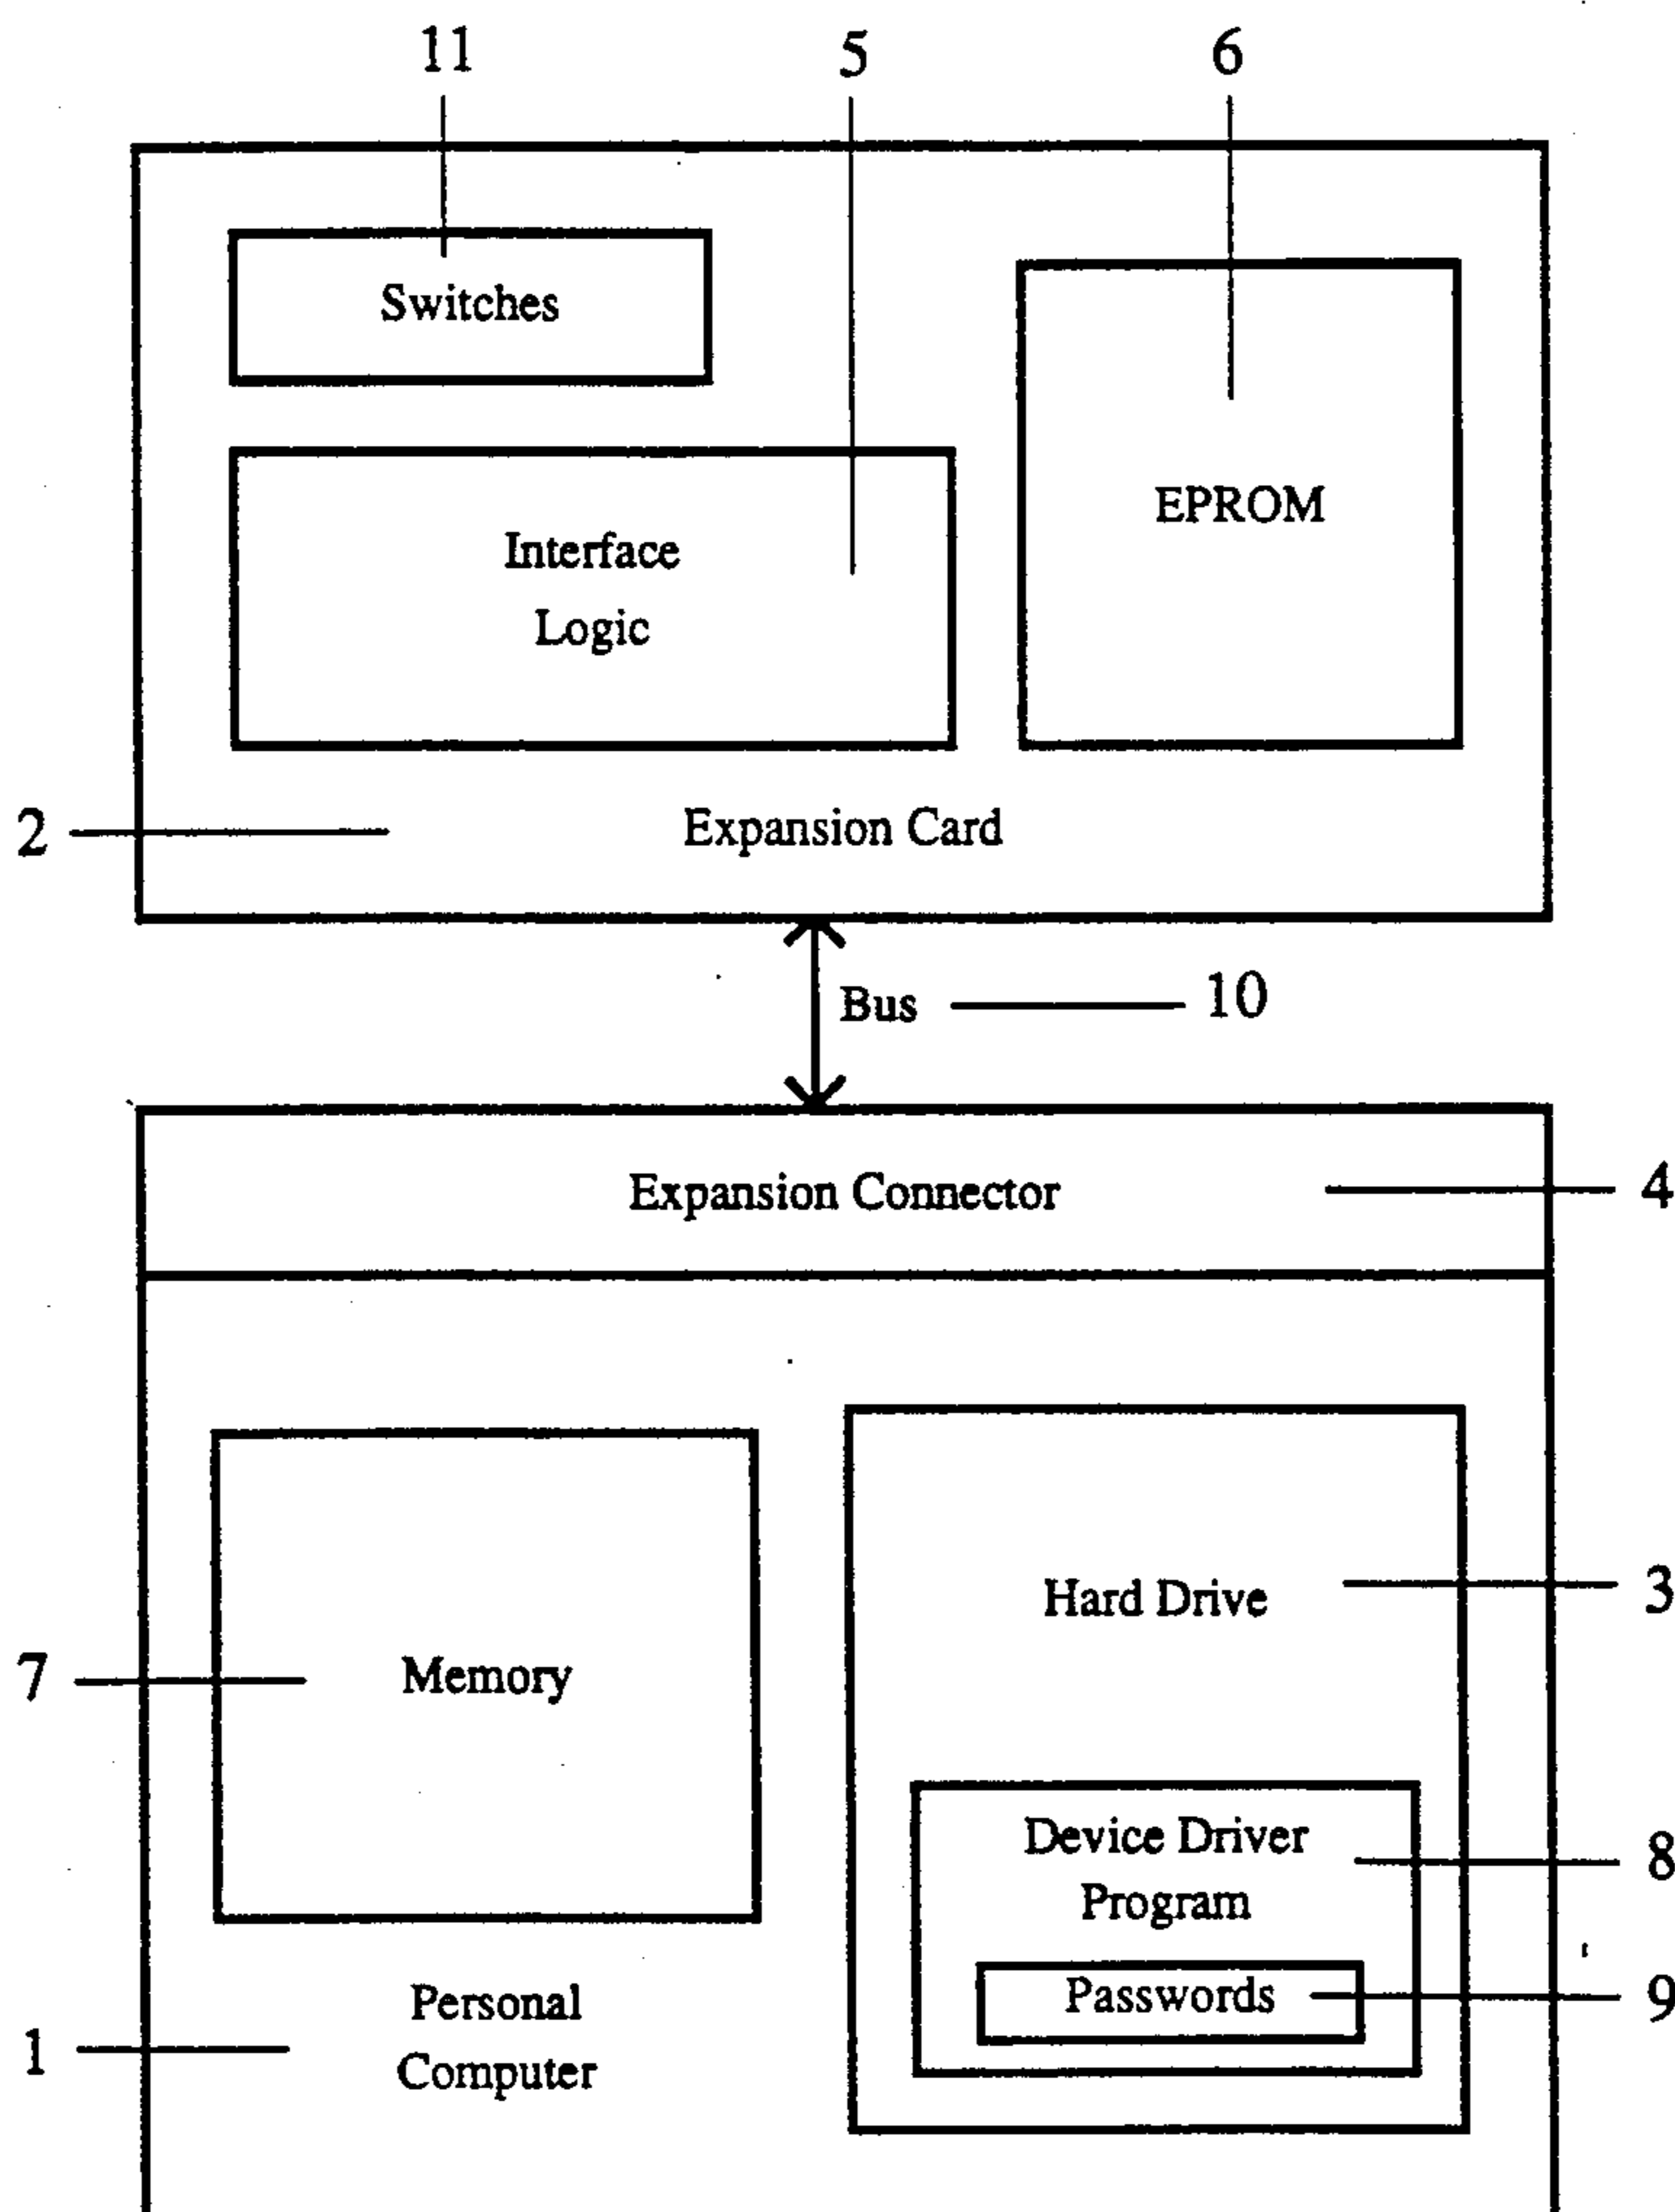 11 5 6
Switches
EPROM
Interface
Logic
2 Expansion Card
Bus 10
Expansion Connector 4
Hard Drive 3
7 Memory
Device Driver 8
Program
Passwords 9
Personal
1
Computer